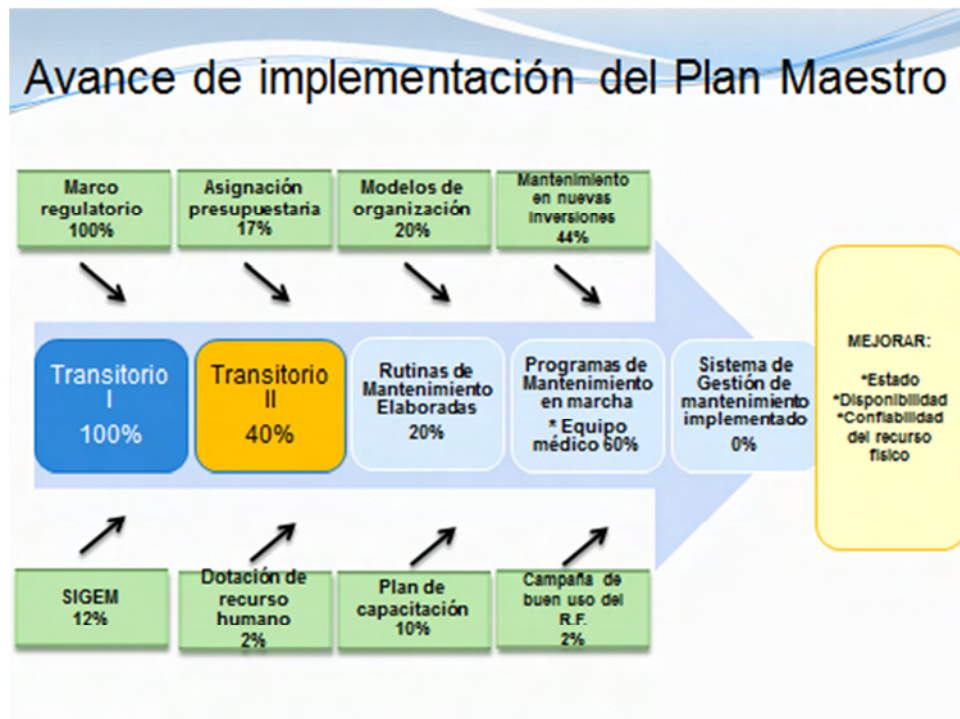 Avance de implementación del Plan Maestro
Marco
regulatorio
100%
Asignación
presupuestaria
17%
Modelos de
organización
20%
Mantenimiento
en nuevas
inversiones
44%
Transitorio
I
100%
Transitorio
II
40%
Rutinas de
Mantenimiento
Elaboradas
20%
Programas de
Mantenimiento
en marcha
* Equipo
médico 60%
Sistema de
Gestión de
mantenimiento
implementado
0%
MEJORAR:
*Estado
*Disponibilidad
*Confiabilidad
del recurso
físico
SIGEM
12%
Dotación de
recurso
humano
2%
Plan de
capacitación
10%
Campaña de
buen uso del
R.F.
2%